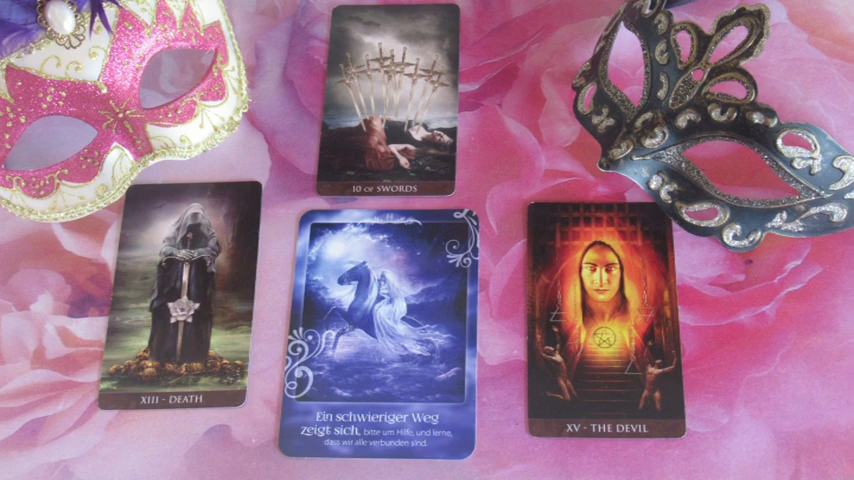 10 OF SWORDS
XIII - DEATH
Ein schwieriger Weg
zeigt sich, bitte um Hilfe, und lerne,
dass wir alle verbunden sind.
XV - THE DEVIL